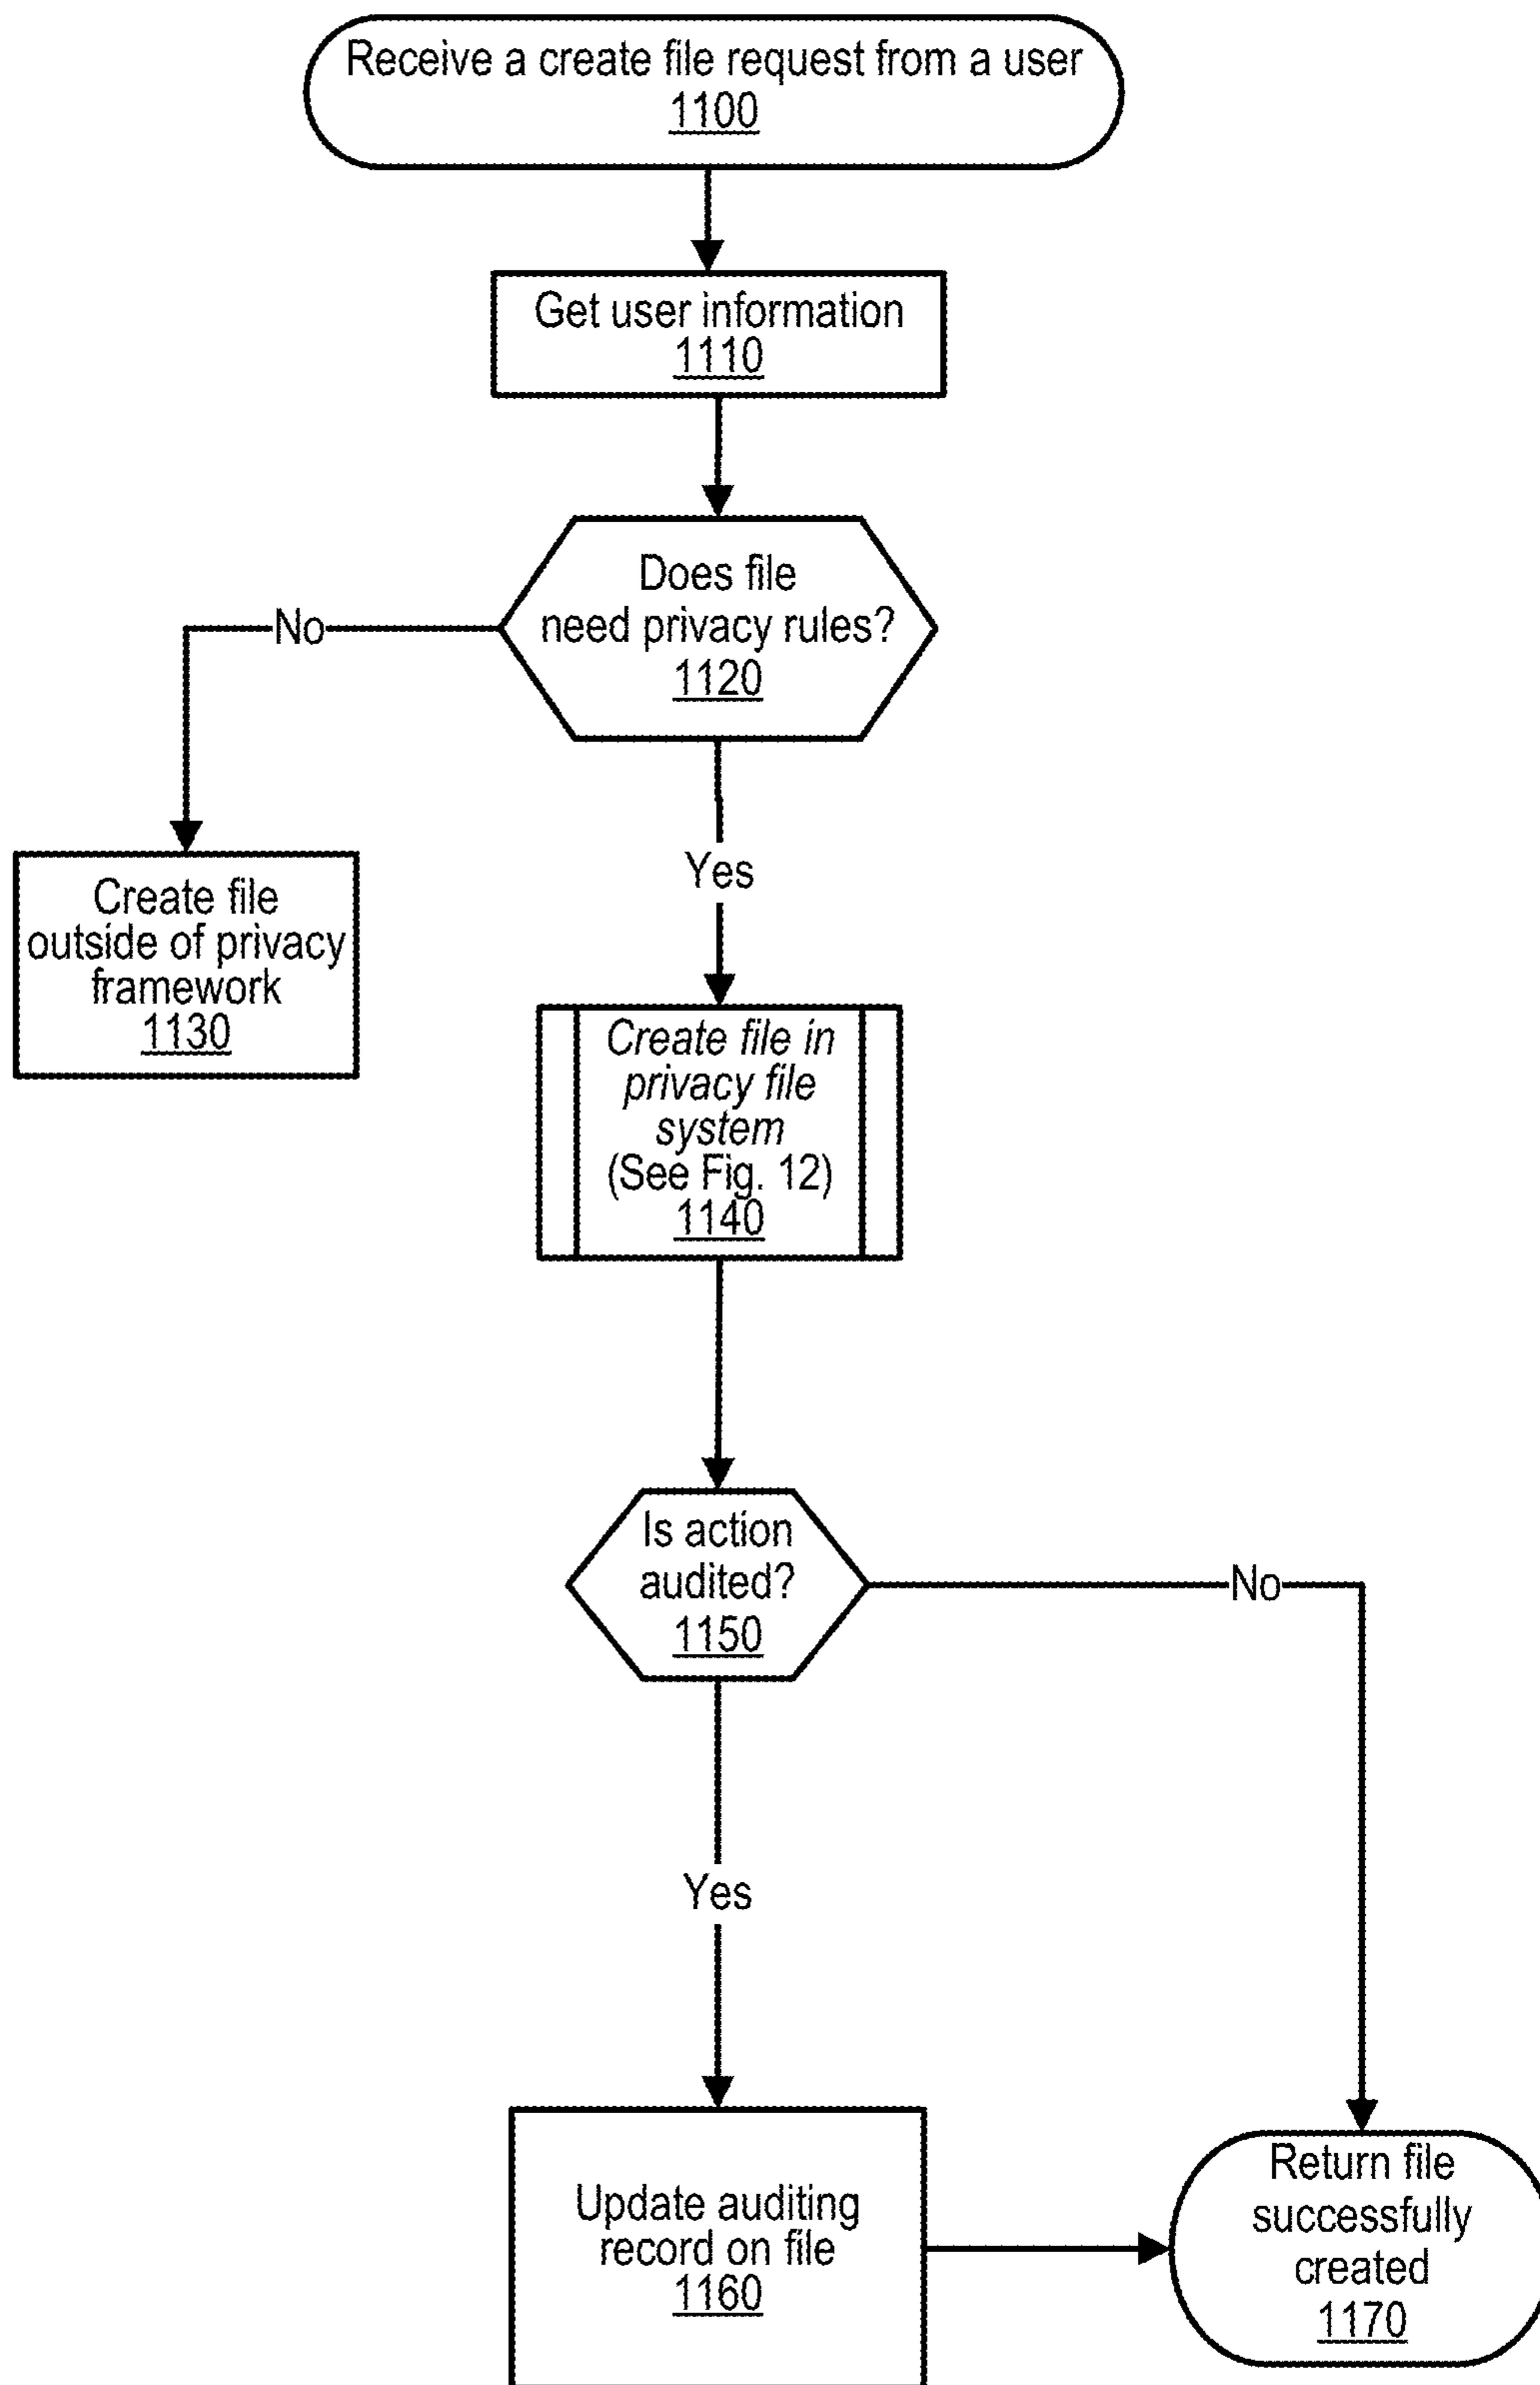 Receive a create file request from a user
1100
Get user information
1110
Does file
need privacy rules?
1120
No
Yes
Create file
outside of privacy
framework
1130
Create file in
privacy file
system
(See Fig. 12)
1140
Is action
audited?
1150
No
Yes
Update auditing
record on file
1160
Return file
successfully
created
1170